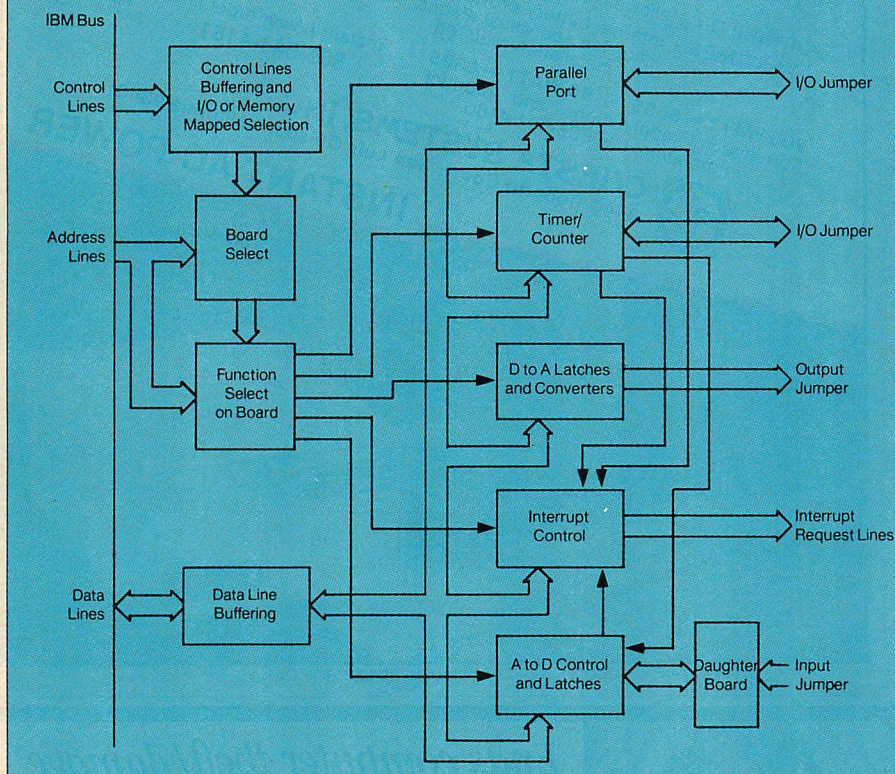 IBM Bus
Control
Lines
Control Lines
Buffering and
I/O or Memory
Mapped Selection
Parallel
Port
I/O Jumper
Address
Lines
Board
Select
Timer/
Counter
I/O Jumper
Function
Select
on Board
D to A Latches
and Converters
Output
Jumper
Interrupt
Control
Interrupt
Request Lines
Data
Lines
Data Line
Buffering
A to D Control
and Latches
Daughter
Board
Input
Jumper